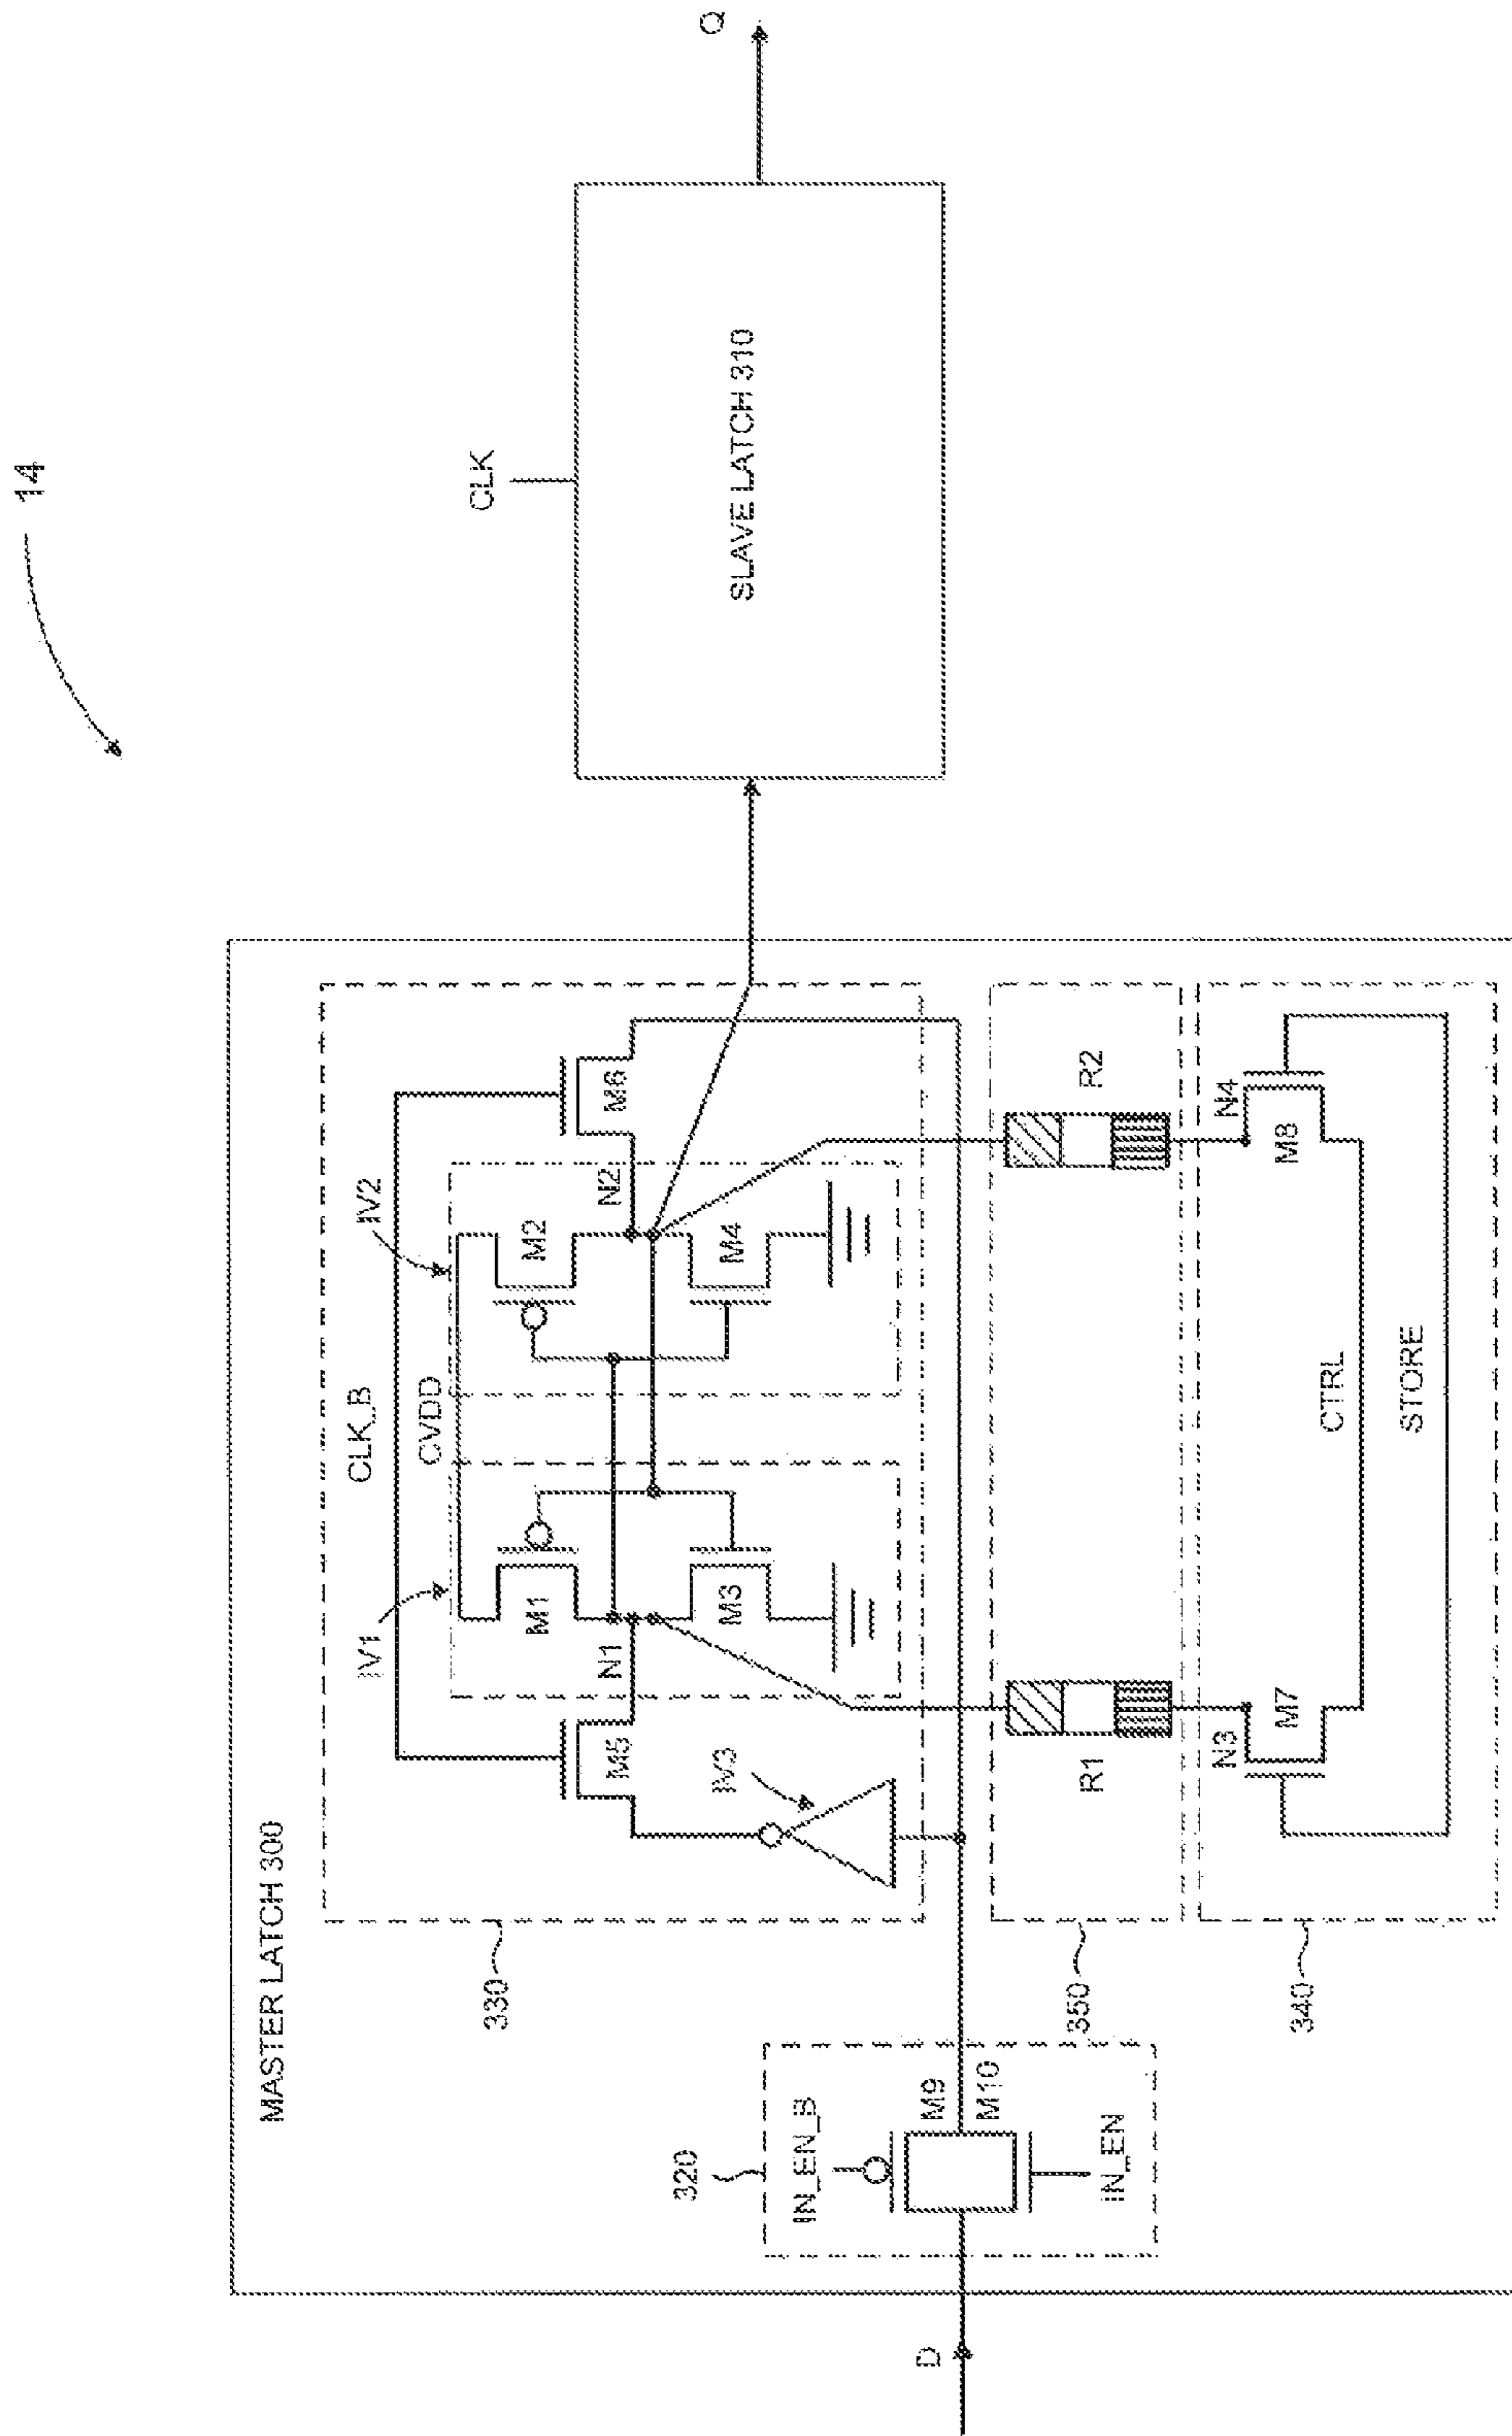 14
MASTER LATCH 300
330
CLK_B
IV1
IV2
CVDD
M1
M2
M5
M6
N1
N2
M3
M4
IV3
CLK
SLAVE LATCH 310
Q
320
IN_EN_B
M9
M10
IN_EN
D
350
R1
R2
340
N3
M7
N4
M8
CTRL
STORE